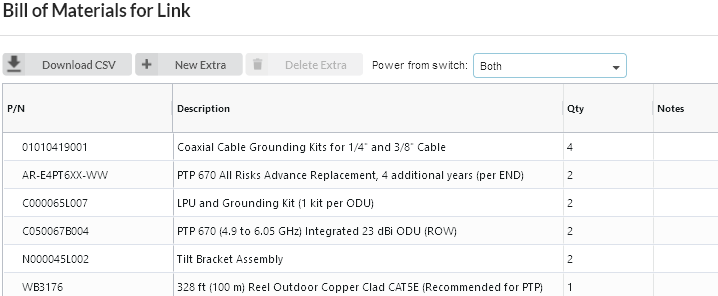 Bill of Materials for Link
Download CSV New Extra Delete Extra Power from switch: Both
P/N Description Qty Notes
01010419001 Coaxial Cable Grounding Kits for 1/4" and 3/8" Cable 4
AR-E4PT6XX-WW PTP 670 All Risks Advance Replacement, 4 additional years (per END) 2
C000065L007 LPU and Grounding Kit (1 kit per ODU) 2
C050067B004 PTP 670 (4.9 to 6.05 GHz) Integrated 23 dBi ODU (ROW) 2
N000045L002 Tilt Bracket Assembly 2
WB3176 328 ft (100 m) Reel Outdoor Copper Clad CAT5E (Recommended for PTP) 1